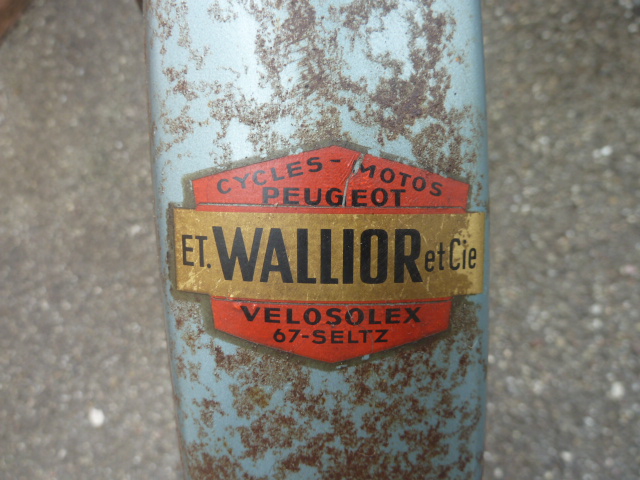 CYCLES-MOTOS
PEUGEOT
ET. WALLIOR et Cie
VELOSOLEX
67-SELTZ